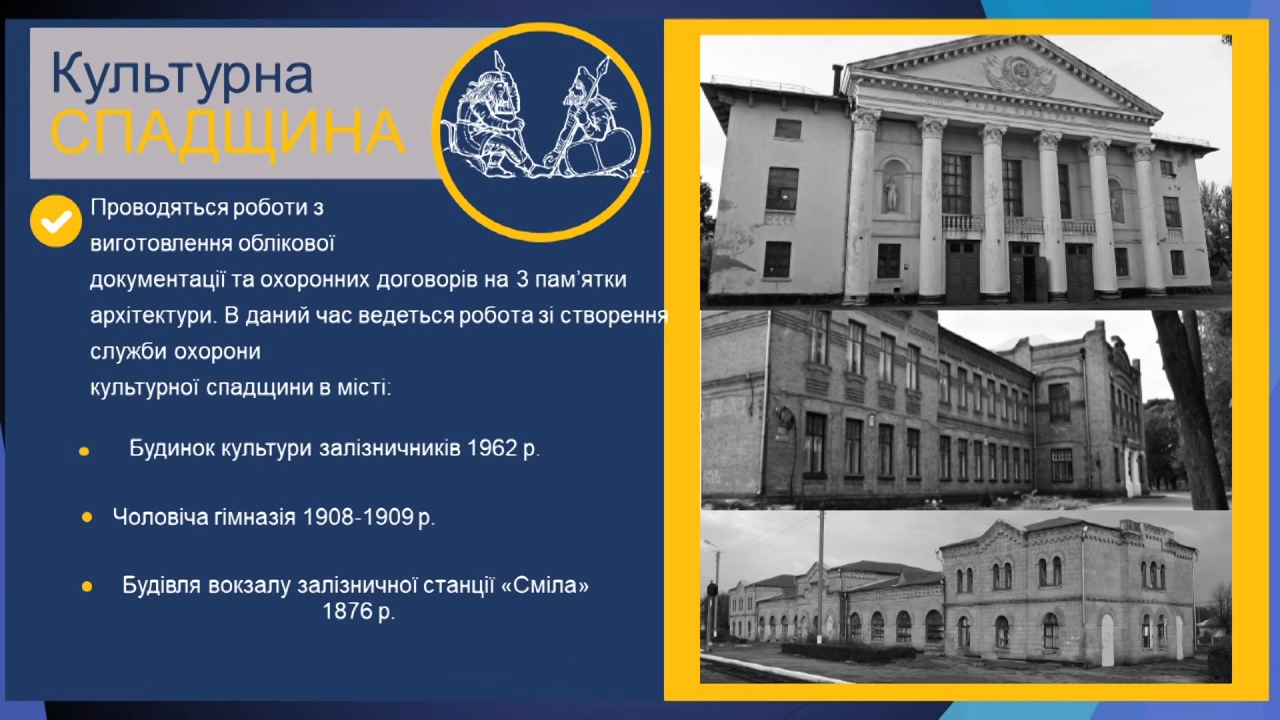 Культурна
СПАДЩИНА
Проводяться роботи з
виготовлення облікової
документації та охоронних договорів на 3 пам’ятки
архітектури. В даний час ведеться робота зі створення
служби охорони
культурної спадщини в місті:
Будинок культури залізничників 1962 р.
Чоловіча гімназія 1908-1909 р.
Будівля вокзалу залізничної станції «Сміла»
1876 р.